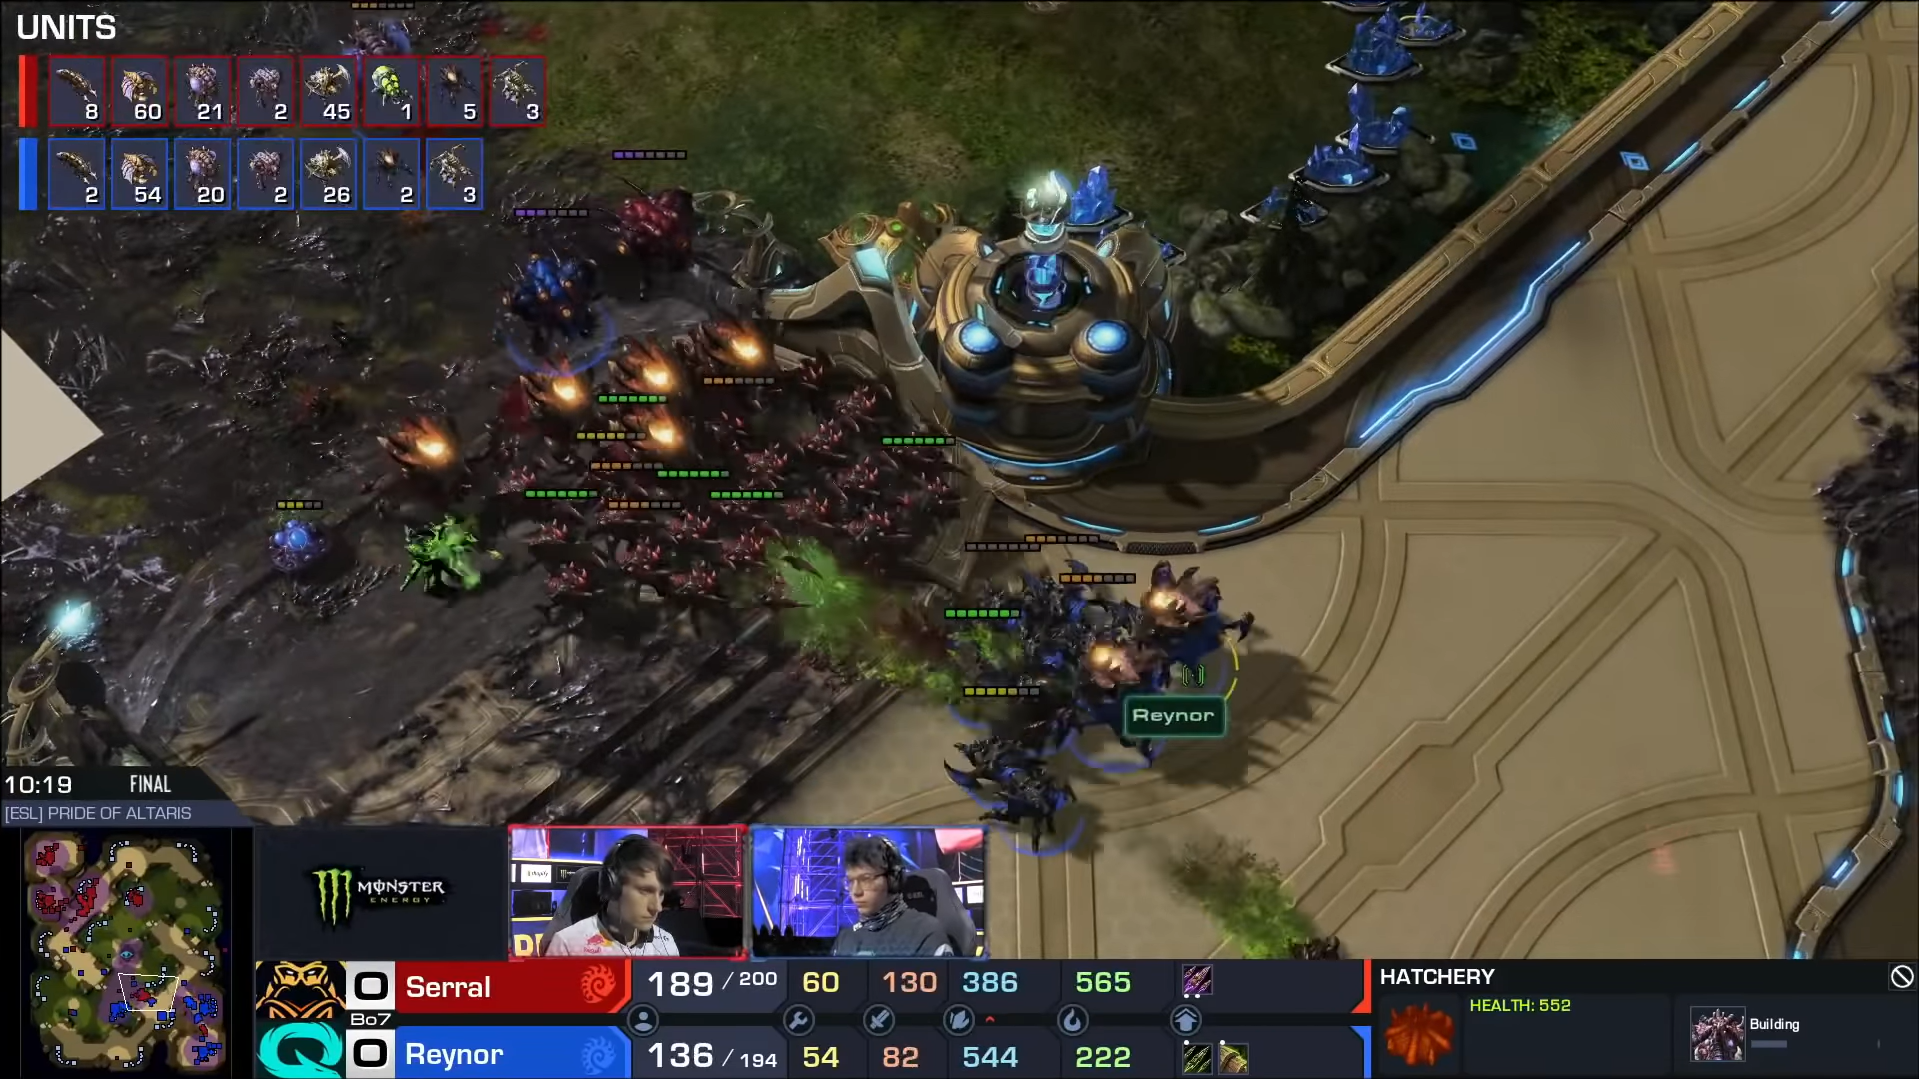 UNITS
8 60 21 2 45 1 5 3
2 54 20 2 26 2 3
Reynor
10:19 FINAL
[ESL] PRIDE OF ALTARIS
MONSTER
ENERGY
0 Serral 189 / 200 60 130 386 565
Bo7
0 Reynor 136 / 194 54 82 544 222
HATCHERY
HEALTH: 552
Building